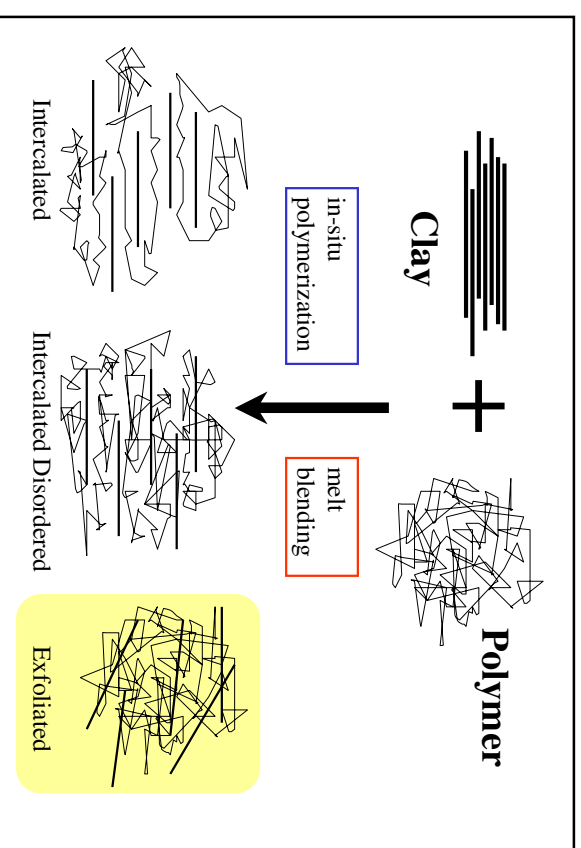 Clay
+
Polymer
in-situ
polymerization
melt
blending
Intercalated
Intercalated Disordered
Exfoliated